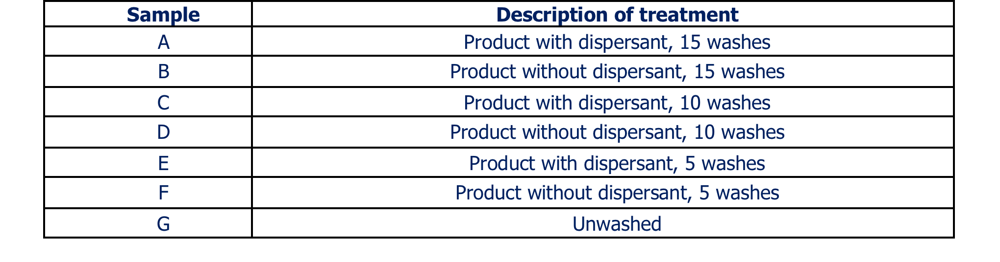 Sample Description of treatment
A Product with dispersant, 15 washes
B Product without dispersant, 15 washes
C Product with dispersant, 10 washes
D Product without dispersant, 10 washes
E Product with dispersant, 5 washes
F Product without dispersant, 5 washes
G Unwashed